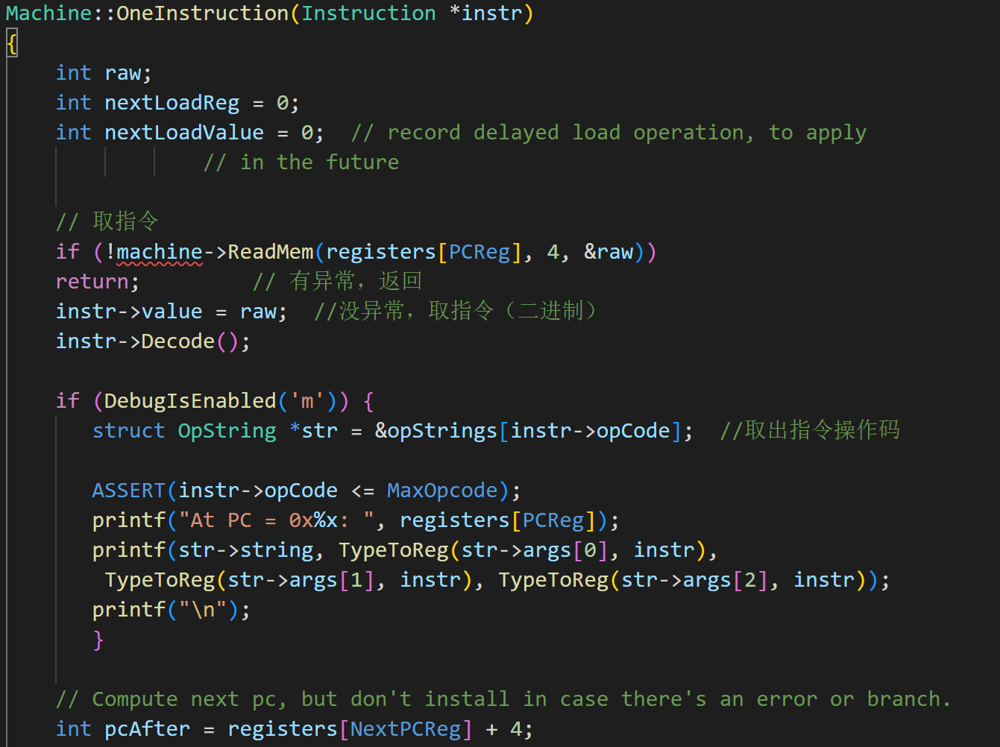 Machine::OneInstruction(Instruction *instr)
{
    int raw;
    int nextLoadReg = 0;
    int nextLoadValue = 0;  // record delayed load operation, to apply
                // in the future

    // 取指令
    if (!machine->ReadMem(registers[PCReg], 4, &raw))
    return;         // 有异常，返回
    instr->value = raw;  //没异常，取指令（二进制）
    instr->Decode();

    if (DebugIsEnabled('m')) {
       struct OpString *str = &opStrings[instr->opCode];  //取出指令操作码

       ASSERT(instr->opCode <= MaxOpcode);
       printf("At PC = 0x%x: ", registers[PCReg]);
       printf(str->string, TypeToReg(str->args[0], instr),
        TypeToReg(str->args[1], instr), TypeToReg(str->args[2], instr));
       printf("\n");
       }

    // Compute next pc, but don't install in case there's an error or branch.
    int pcAfter = registers[NextPCReg] + 4;